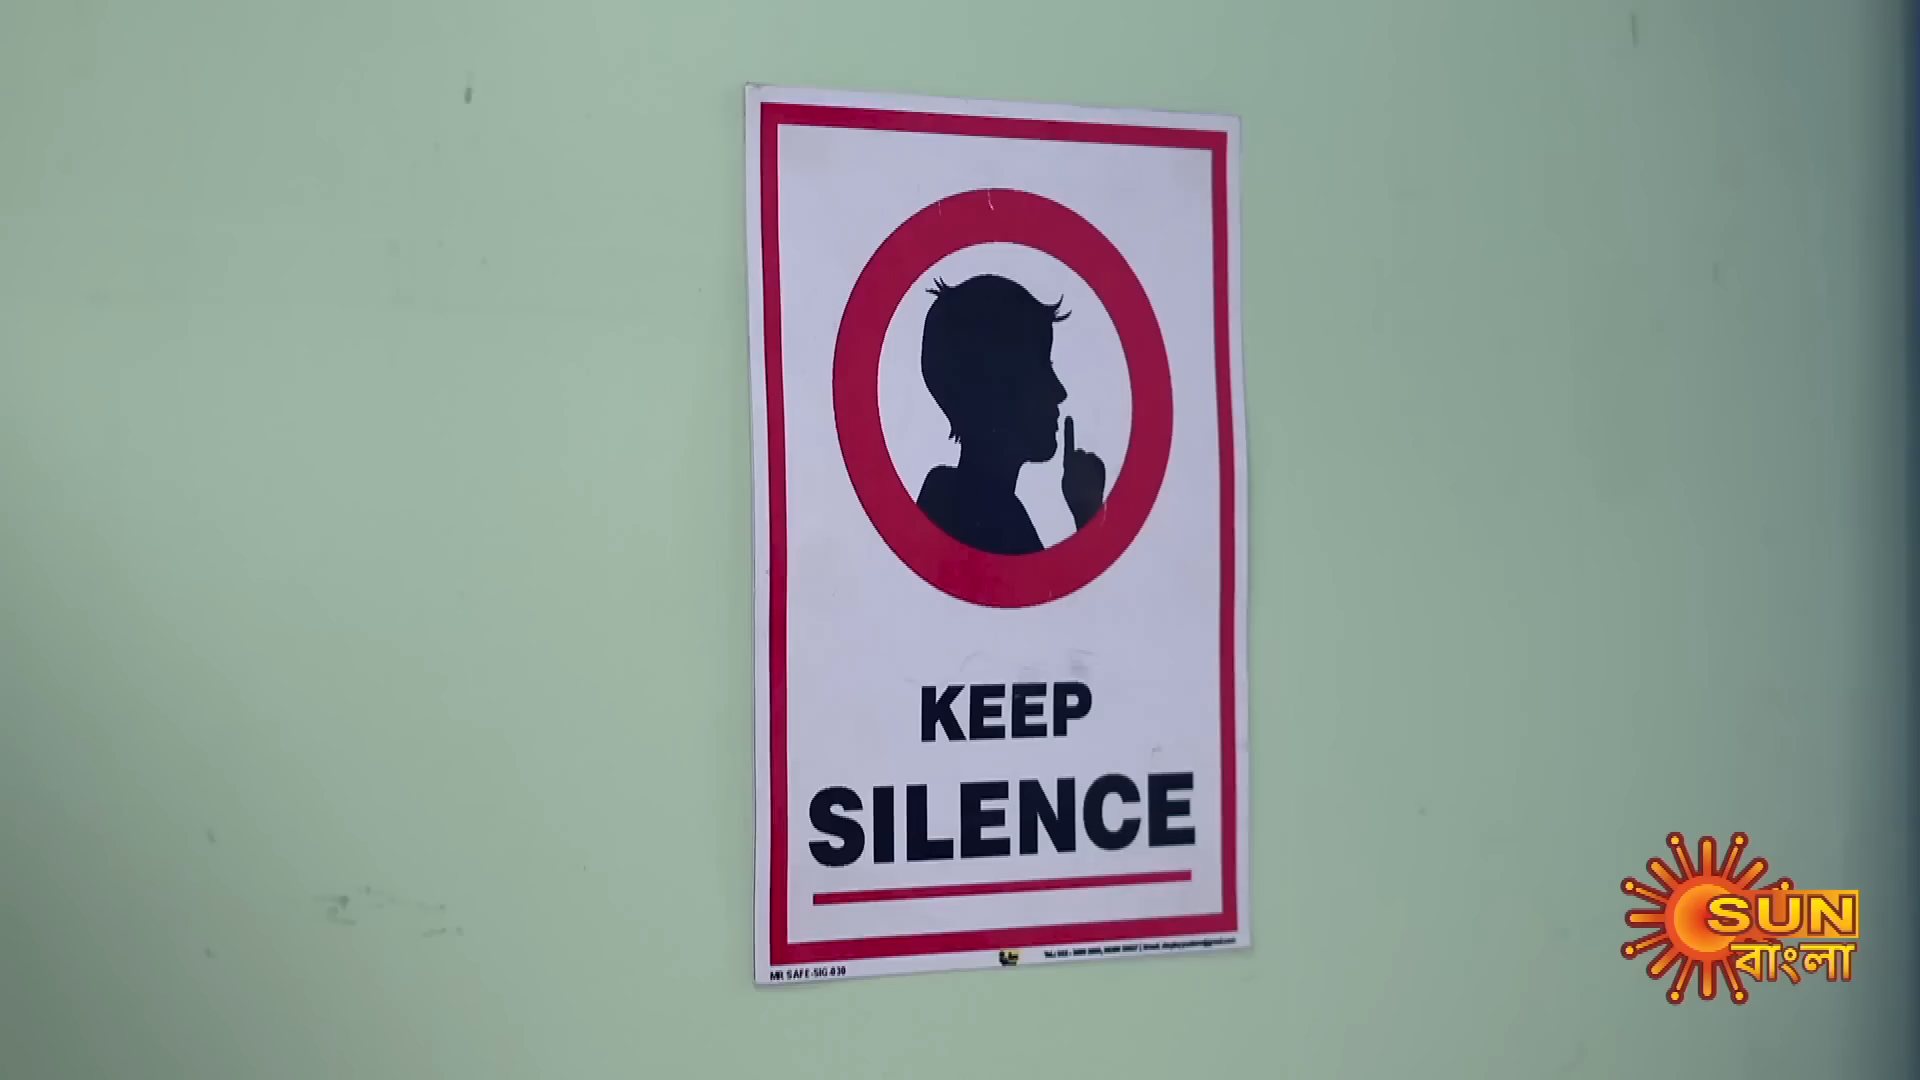 KEEP
SILENCE
MR SAFE-SIG-030
SUN
বাংলা